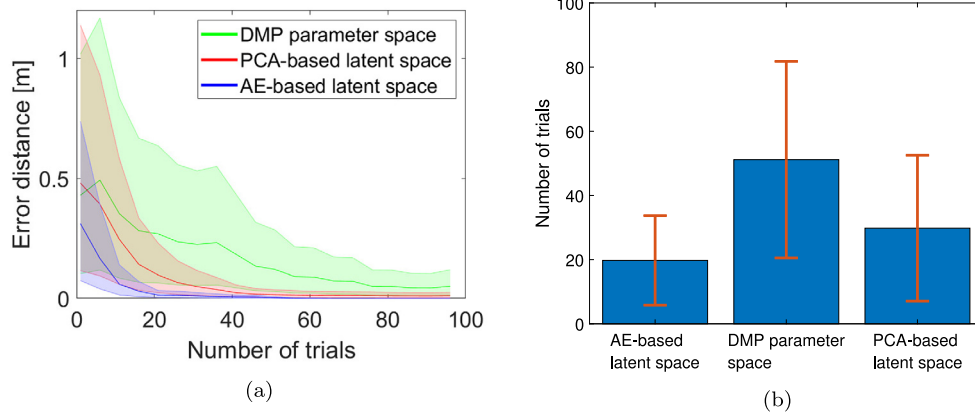 Error distance [m]
1
0.5
0
DMP parameter space
PCA-based latent space
AE-based latent space
0 20 40 60 80 100
Number of trials
(a)
Number of trials
100
80
60
40
20
0
AE-based
latent space
DMP parameter
space
PCA-based
latent space
(b)